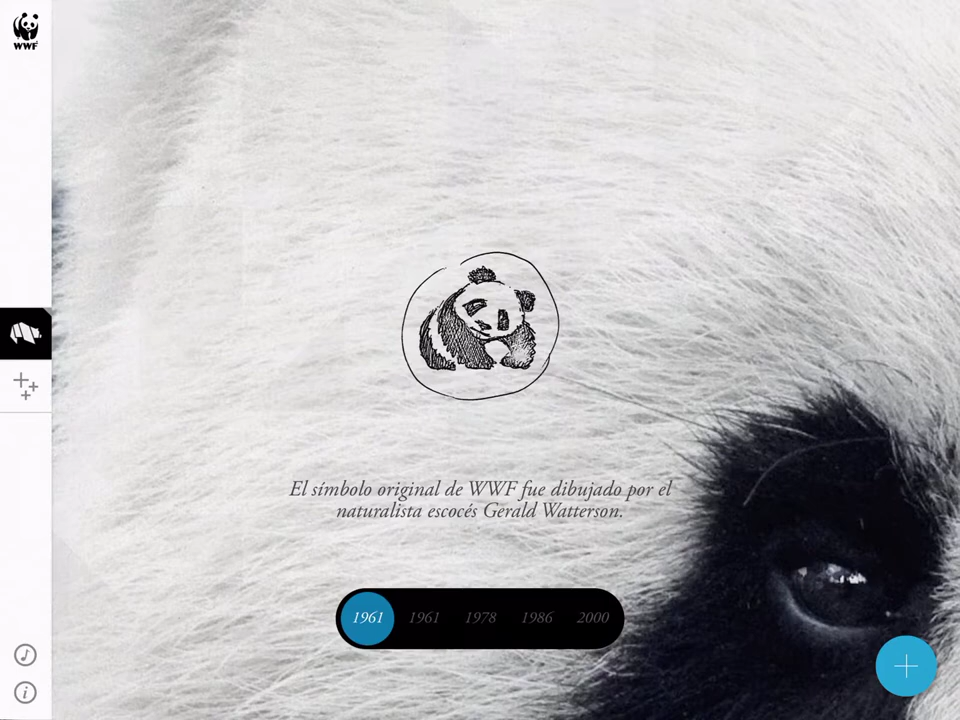 WWF
El símbolo original de WWF fue dibujado por el
naturalista escocés Gerald Watterson.
1961 1961 1978 1986 2000